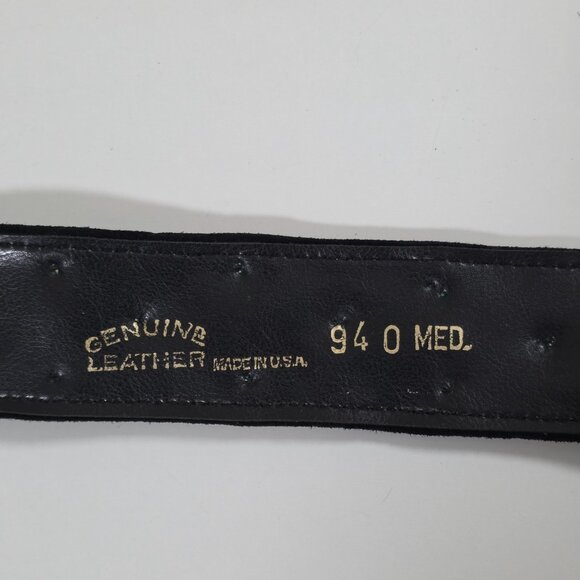 GENUINE
LEATHER MADE IN U.S.A.
94 0 MED.